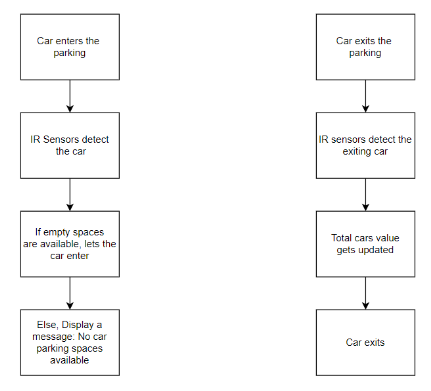 Car enters the
parking
IR Sensors detect
the car
If empty spaces
are available, lets the
car enter
Else, Display a
message: No car
parking spaces
available
Car exits the
parking
IR sensors detect the
exiting car
Total cars value
gets updated
Car exits